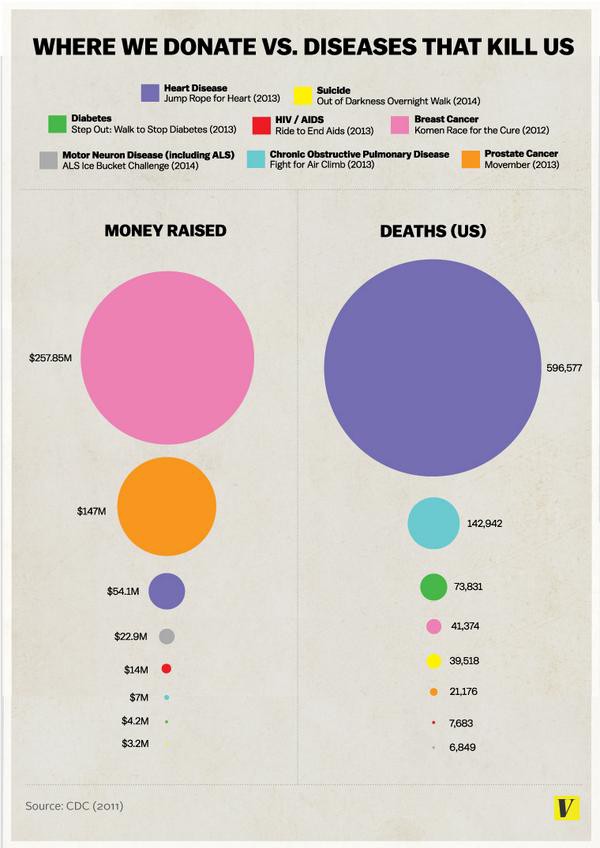 WHERE WE DONATE VS. DISEASES THAT KILL US
Heart Disease
Jump Rope for Heart (2013)
Suicide
Out of Darkness Overnight Walk (2014)
Diabetes
Step Out: Walk to Stop Diabetes (2013)
HIV / AIDS
Ride to End Aids (2013)
Breast Cancer
Komen Race for the Cure (2012)
Motor Neuron Disease (including ALS)
ALS Ice Bucket Challenge (2014)
Chronic Obstructive Pulmonary Disease
Fight for Air Climb (2013)
Prostate Cancer
Movember (2013)
MONEY RAISED
$257.85M
$147M
$54.1M
$22.9M
$14M
$7M
$4.2M
$3.2M
DEATHS (US)
596,577
142,942
73,831
41,374
39,518
21,176
7,683
6,849
Source: CDC (2011)
V